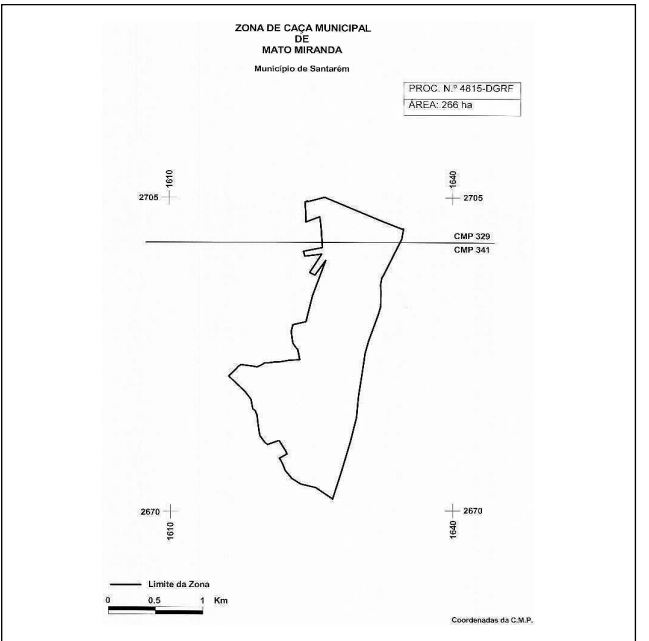 ZONA DE CAÇA MUNICIPAL
DE
MATO MIRANDA
Município de Santarém
PROC. N.º 4815-DGRF
ÁREA: 266 ha
1610
1640
2705
2705
CMP 329
CMP 341
2670
2670
1610
1640
Limite da Zona
0 0.5 1 Km
Coordenadas da C.M.P.